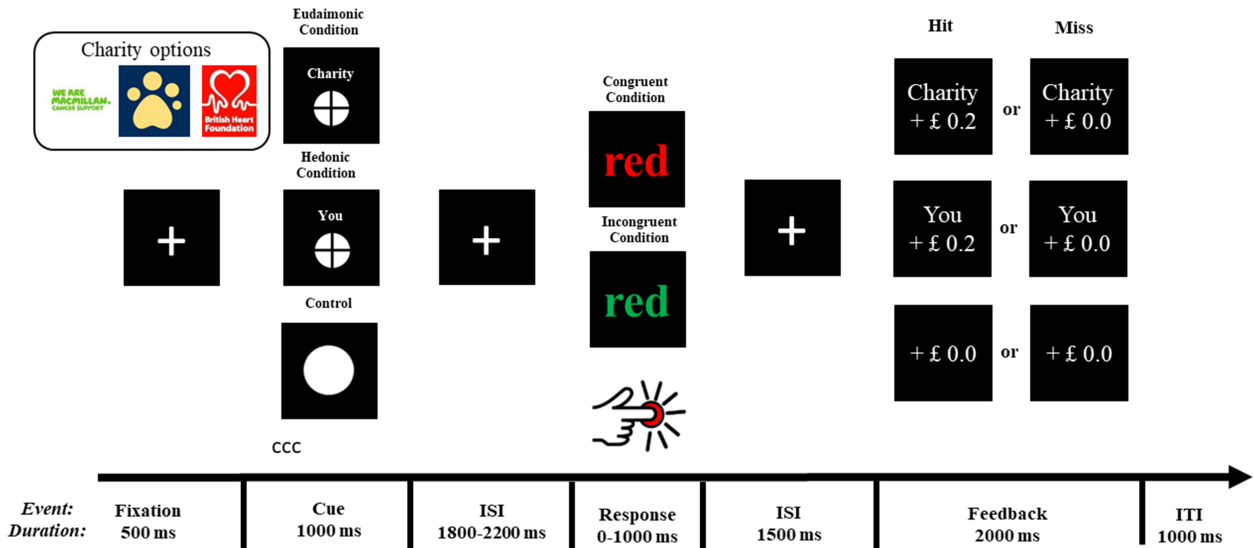 Charity options
WE ARE
MACMILLAN.
CANCER SUPPORT
British Heart
Foundation
Eudaimonic
Condition
Charity
Hedonic
Condition
You
Control
CCC
Congruent
Condition
red
Incongruent
Condition
red
Hit
Miss
Charity
+ £ 0.2
or
Charity
+ £ 0.0
You
+ £ 0.2
or
You
+ £ 0.0
+ £ 0.0
or
+ £ 0.0
Event:
Duration:
Fixation
500 ms
Cue
1000 ms
ISI
1800-2200 ms
Response
0-1000 ms
ISI
1500 ms
Feedback
2000 ms
ITI
1000 ms